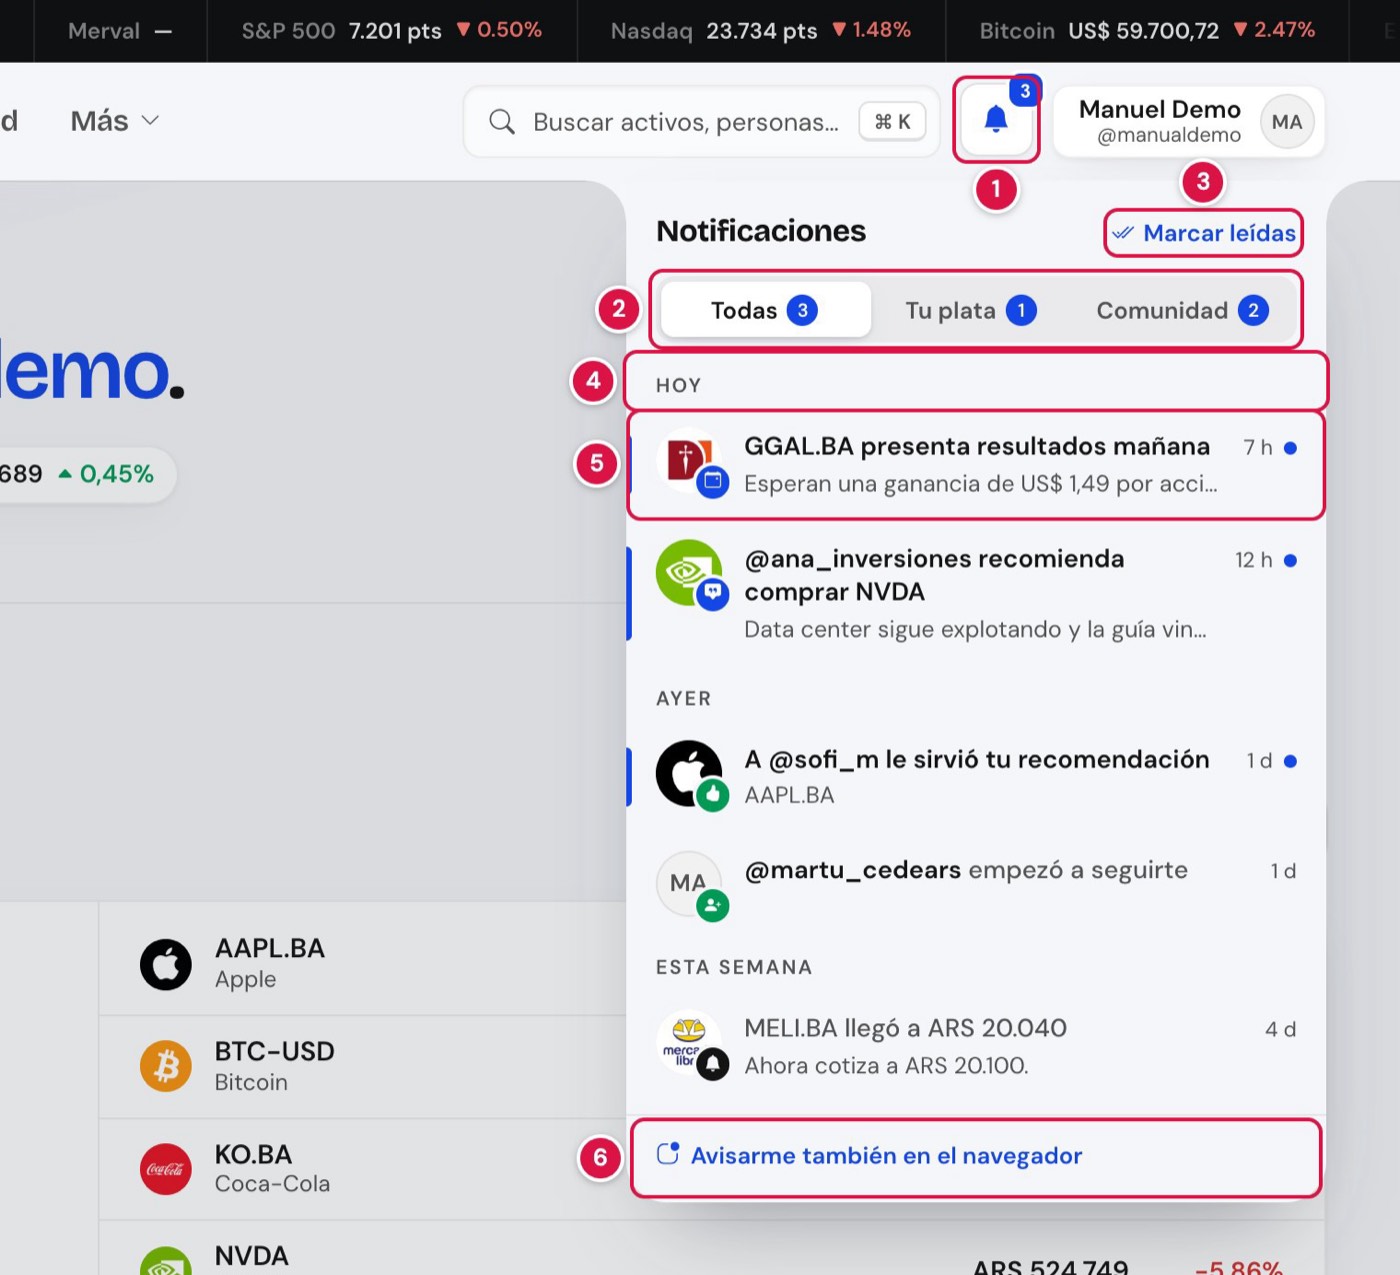 Merval —
S&P 500 7.201 pts ▼ 0.50%
Nasdaq 23.734 pts ▼ 1.48%
Bitcoin US$ 59.700,72 ▼ 2.47%
d
Más
Buscar activos, personas...
⌘ K
3
Manuel Demo
@manualdemo
MA
1
3
Notificaciones
Marcar leídas
2
Todas 3
Tu plata 1
Comunidad 2
4
HOY
5
GGAL.BA presenta resultados mañana
7 h
Esperan una ganancia de US$ 1,49 por acci...
@ana_inversiones recomienda
comprar NVDA
12 h
Data center sigue explotando y la guía vin...
AYER
A @sofi_m le sirvió tu recomendación
1 d
AAPL.BA
MA
@martu_cedears empezó a seguirte
1 d
ESTA SEMANA
MELI.BA llegó a ARS 20.040
4 d
Ahora cotiza a ARS 20.100.
6
Avisarme también en el navegador
demo.
689 ▲ 0,45%
AAPL.BA
Apple
BTC-USD
Bitcoin
Coca-Cola
KO.BA
Coca-Cola
NVDA
ARS 524.749
-5,86%